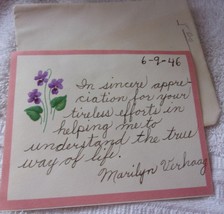 6-9-46
In sincere appre-
ciation for your
tireless efforts in
helping me to
understand the true
way of life.
Marilyn Verhaag